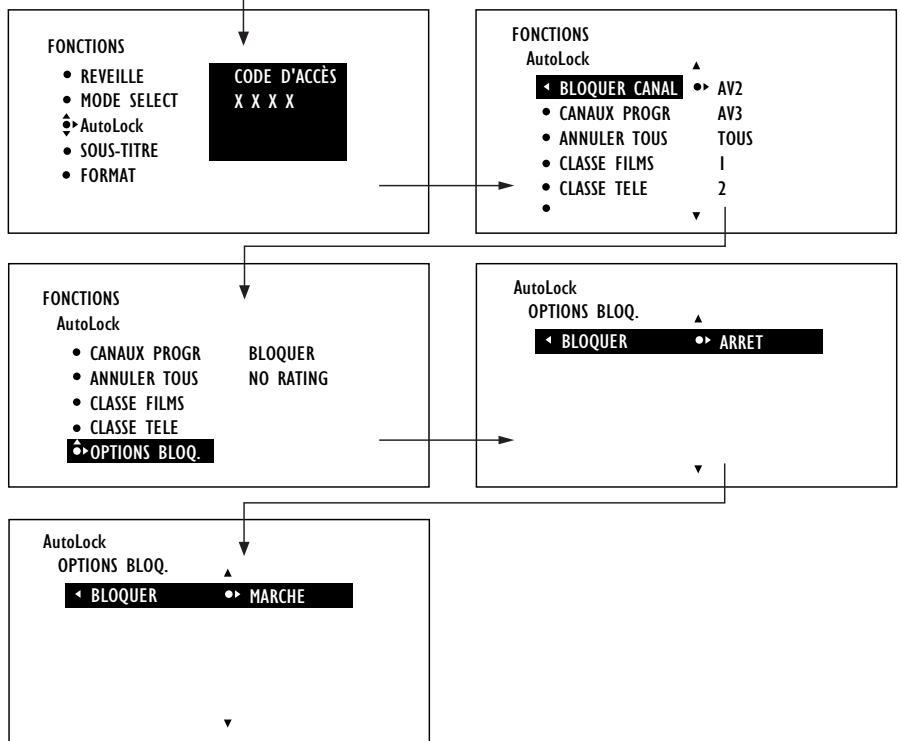 FONCTIONS
REVEILLE
MODE SELECT
AutoLock
SOUS-TITRE
FORMAT
CODE D'ACCÈS
X X X X
FONCTIONS
AutoLock
BLOQUER CANAL AV2
CANAUX PROGR AV3
ANNULER TOUS TOUS
CLASSE FILMS 1
CLASSE TELE 2
FONCTIONS
AutoLock
CANAUX PROGR BLOQUER
ANNULER TOUS NO RATING
CLASSE FILMS
CLASSE TELE
OPTIONS BLOQ.
AutoLock
OPTIONS BLOQ.
BLOQUER ARRET
AutoLock
OPTIONS BLOQ.
BLOQUER MARCHE